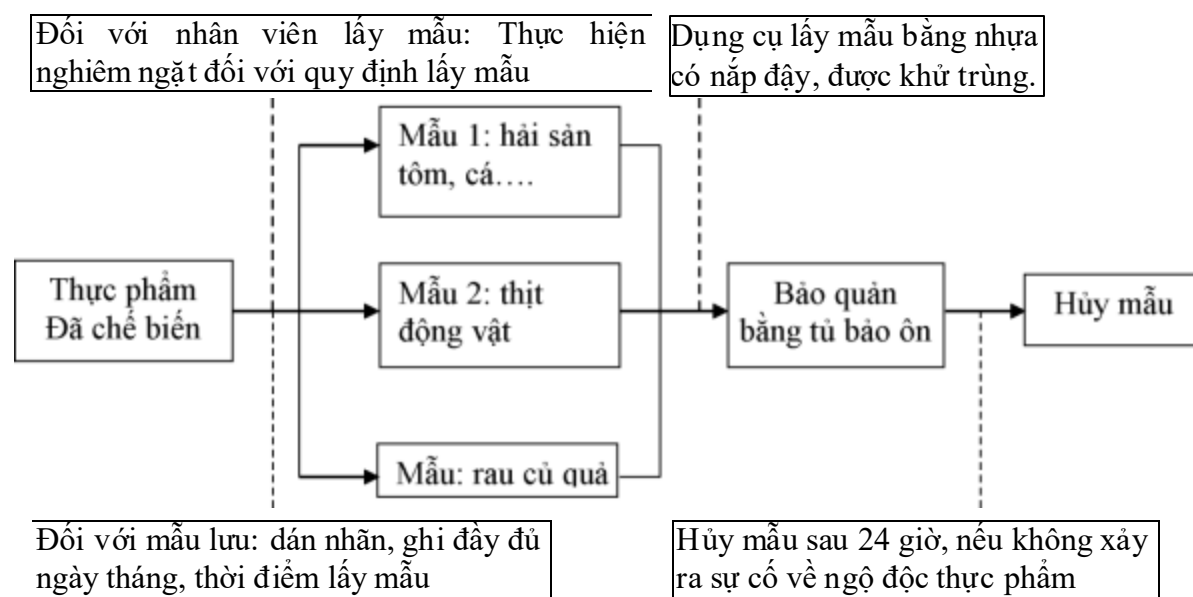 Đối với nhân viên lấy mẫu: Thực hiện
nghiêm ngặt đối với quy định lấy mẫu
Dụng cụ lấy mẫu bằng nhựa
có nắp đậy, được khử trùng.
Mẫu 1: hải sản
tôm, cá….
Thực phẩm
Đã chế biến
Mẫu 2: thịt
động vật
Bảo quản
bằng tủ bảo ôn
Hủy mẫu
Mẫu: rau củ quả
Đối với mẫu lưu: dán nhãn, ghi đầy đủ
ngày tháng, thời điểm lấy mẫu
Hủy mẫu sau 24 giờ, nếu không xảy
ra sự cố về ngộ độc thực phẩm